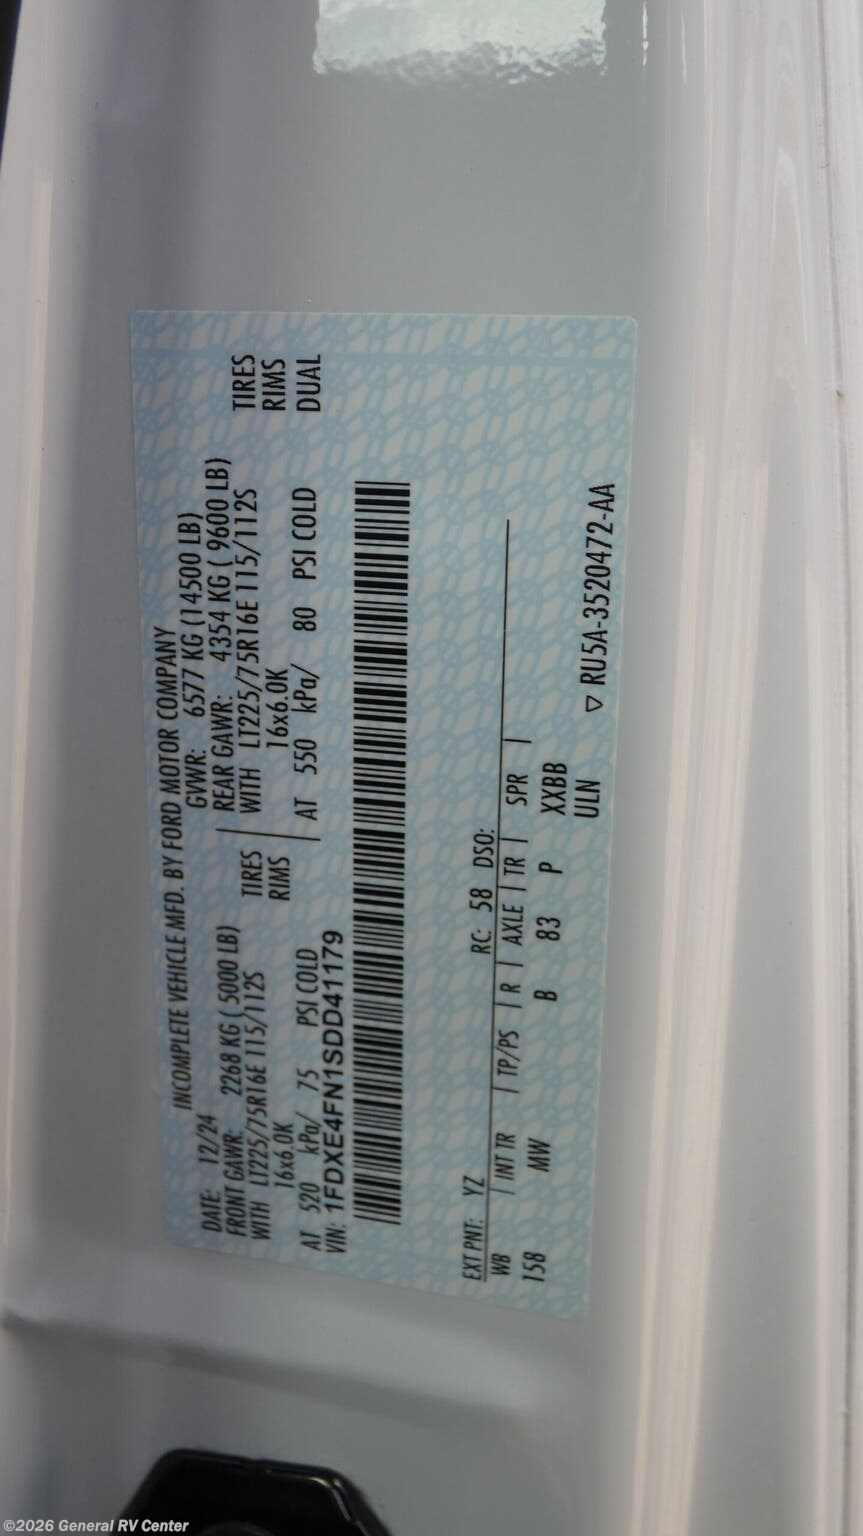 INCOMPLETE VEHICLE MFD. BY FORD MOTOR COMPANY
DATE: 12/24 GVWR: 6577 KG (14500 LB)
FRONT GAWR: 2268 KG ( 5000 LB) REAR GAWR: 4354 KG ( 9600 LB)
WITH LT225/75R16E 115/112S TIRES WITH LT225/75R16E 115/112S TIRES
16x6.0K RIMS 16x6.0K RIMS
AT 520 kPa/ 75 PSI COLD AT 550 kPa/ 80 PSI COLD DUAL
VIN: 1FDXE4FN1SDD41179
EXT PNT: YZ RC: 58 DSO:
WB INT TR TP/PS R AXLE TR SPR
158 MW B 83 P XXBB
ULN
▽ RU5A-3520472-AA
©2026 General RV Center